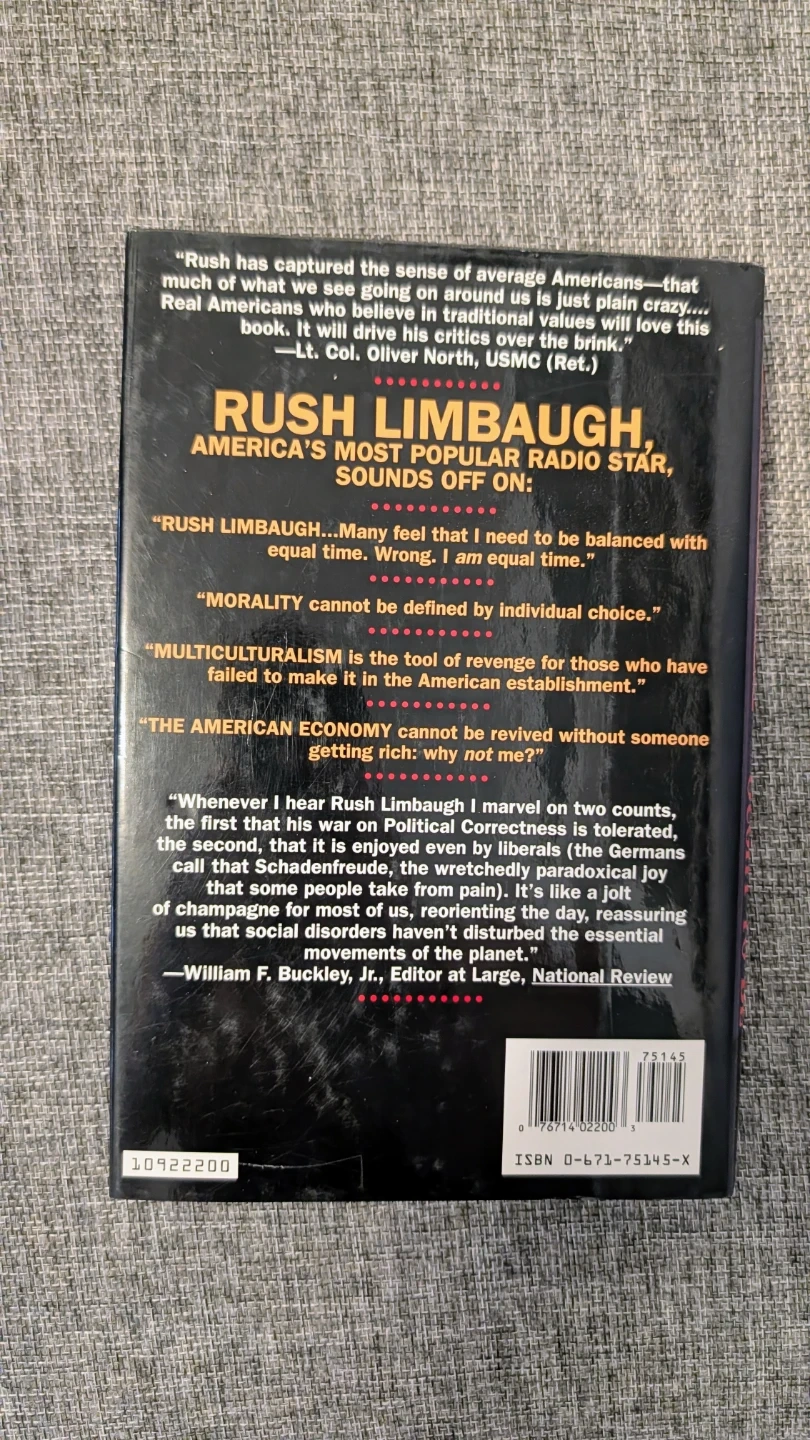 “Rush has captured the sense of average Americans—that
much of what we see going on around us is just plain crazy....
Real Americans who believe in traditional values will love this
book. It will drive his critics over the brink.”
—Lt. Col. Oliver North, USMC (Ret.)
RUSH LIMBAUGH,
AMERICA’S MOST POPULAR RADIO STAR,
SOUNDS OFF ON:
“RUSH LIMBAUGH...Many feel that I need to be balanced with
equal time. Wrong. I am equal time.”
“MORALITY cannot be defined by individual choice.”
“MULTICULTURALISM is the tool of revenge for those who have
failed to make it in the American establishment.”
“THE AMERICAN ECONOMY cannot be revived without someone
getting rich: why not me?”
“Whenever I hear Rush Limbaugh I marvel on two counts,
the first that his war on Political Correctness is tolerated,
the second, that it is enjoyed even by liberals (the Germans
call that Schadenfreude, the wretchedly paradoxical joy
that some people take from pain). It’s like a jolt
of champagne for most of us, reorienting the day, reassuring
us that social disorders haven’t disturbed the essential
movements of the planet.”
—William F. Buckley, Jr., Editor at Large, National Review
75145
0 76714 02200 3
ISBN 0-671-75145-X
10922200